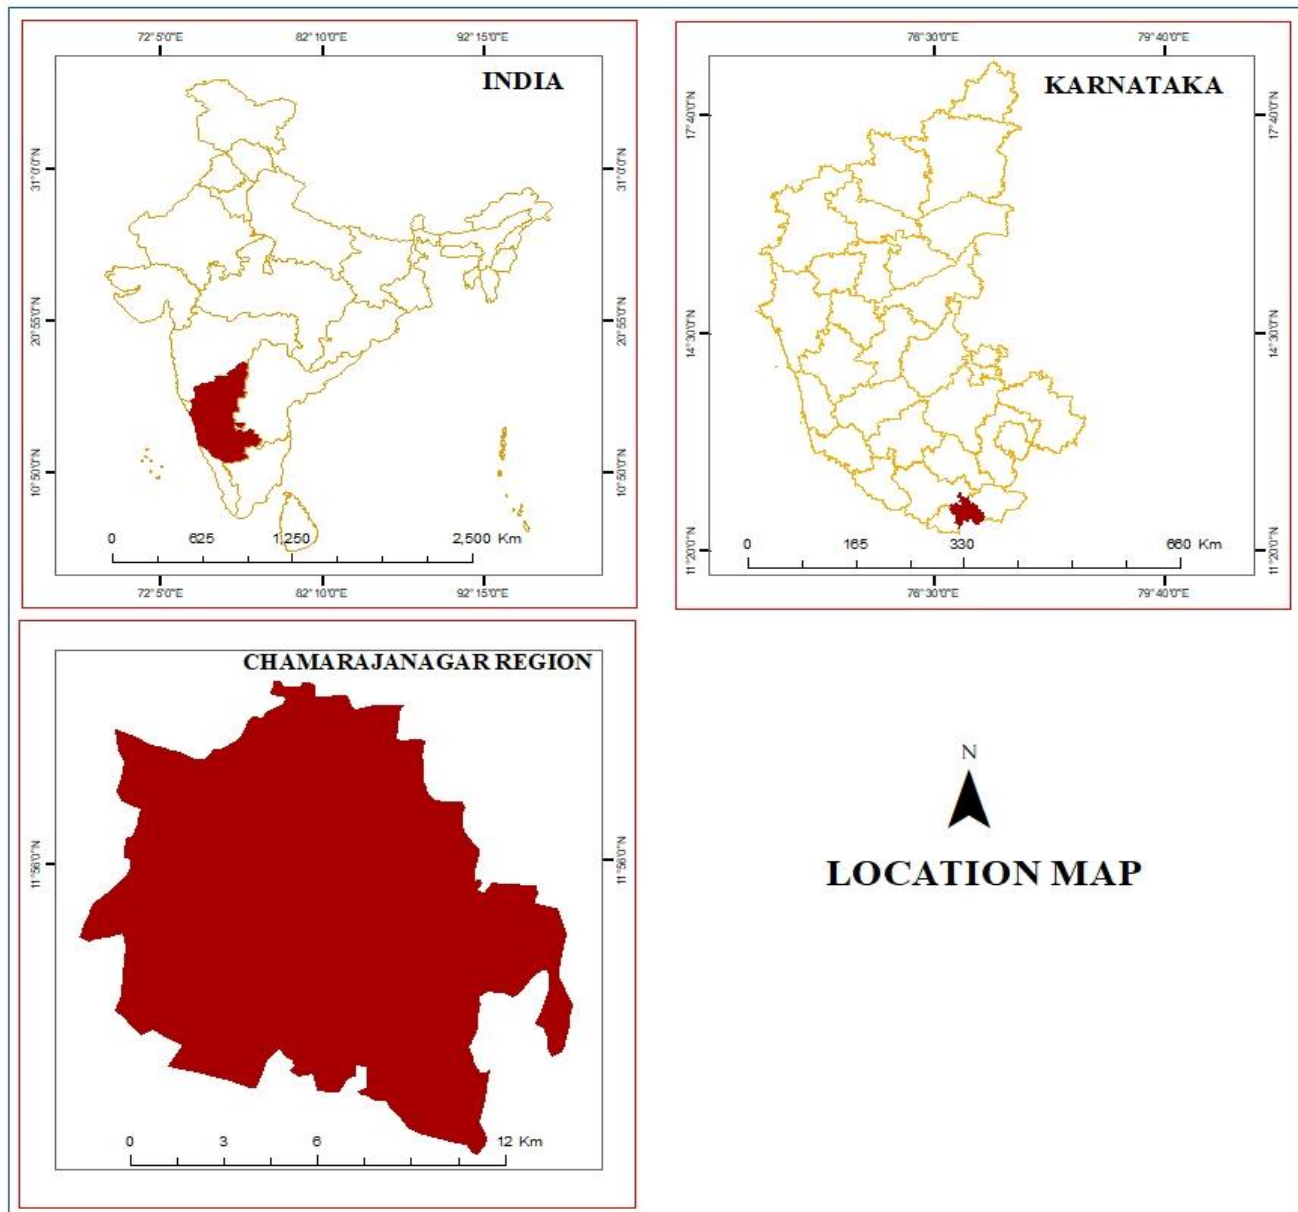 72°5'0"E 82°10'0"E 92°15'0"E
INDIA
31°0'0"N 31°0'0"N
20°55'0"N 20°55'0"N
10°50'0"N 10°50'0"N
0 625 1,250 2,500 Km
72°5'0"E 82°10'0"E 92°15'0"E
76°30'0"E 79°40'0"E
KARNATAKA
17°40'0"N 17°40'0"N
14°30'0"N 14°30'0"N
11°20'0"N 11°20'0"N
0 165 330 660 Km
76°30'0"E 79°40'0"E
CHAMARAJANAGAR REGION
11°56'0"N 11°56'0"N
0 3 6 12 Km
N
LOCATION MAP